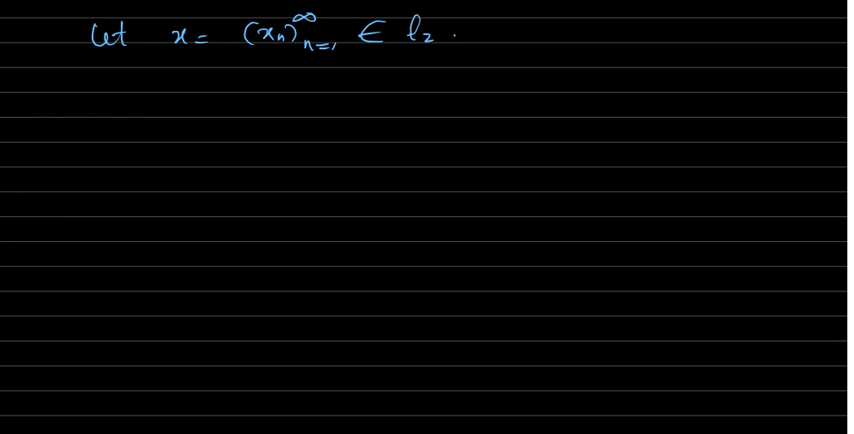 Let x = (xₙ)^∞ₙ₌₁ ∈ l₂ .